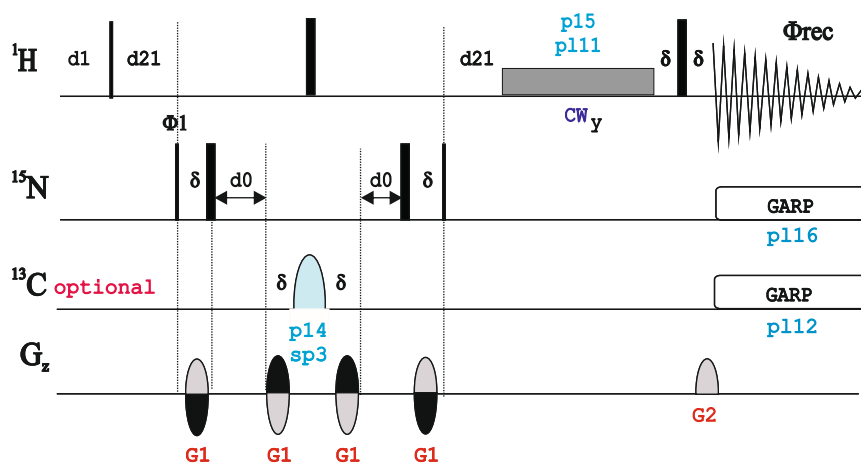 p15
pl11
Φrec
¹H d1 d21 d21 δ δ
CWy
Φ1
¹⁵N δ d0 d0 δ GARP
pl16
¹³C optional δ δ GARP
p14 pl12
sp3
Gz
G1 G1 G1 G1 G2